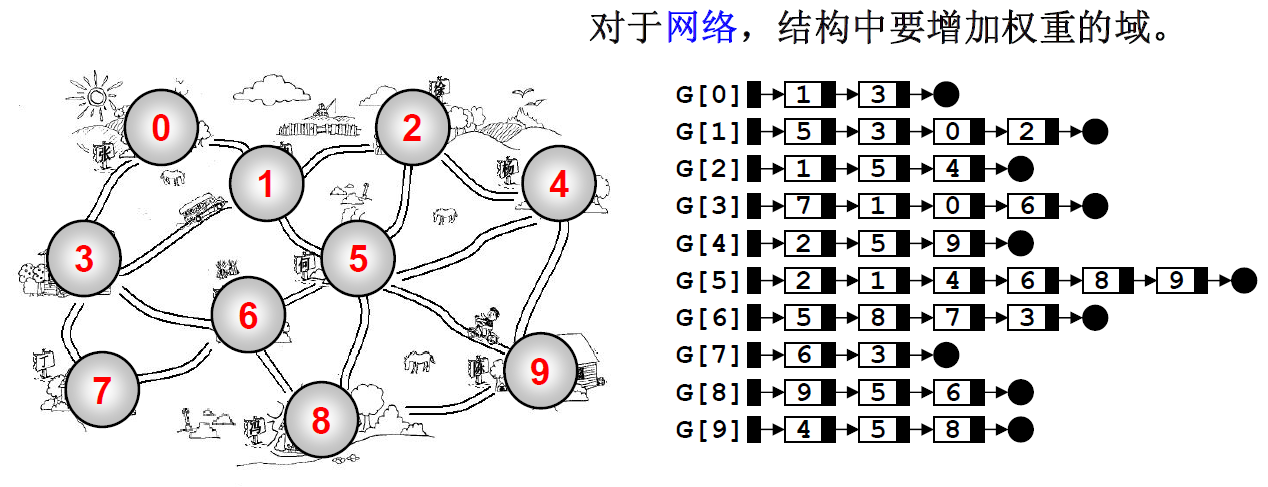 对于网络，结构中要增加权重的域。
0
2
1
4
3
5
6
7
9
8
G[0] 1 3
G[1] 5 3 0 2
G[2] 1 5 4
G[3] 7 1 0 6
G[4] 2 5 9
G[5] 2 1 4 6 8 9
G[6] 5 8 7 3
G[7] 6 3
G[8] 9 5 6
G[9] 4 5 8